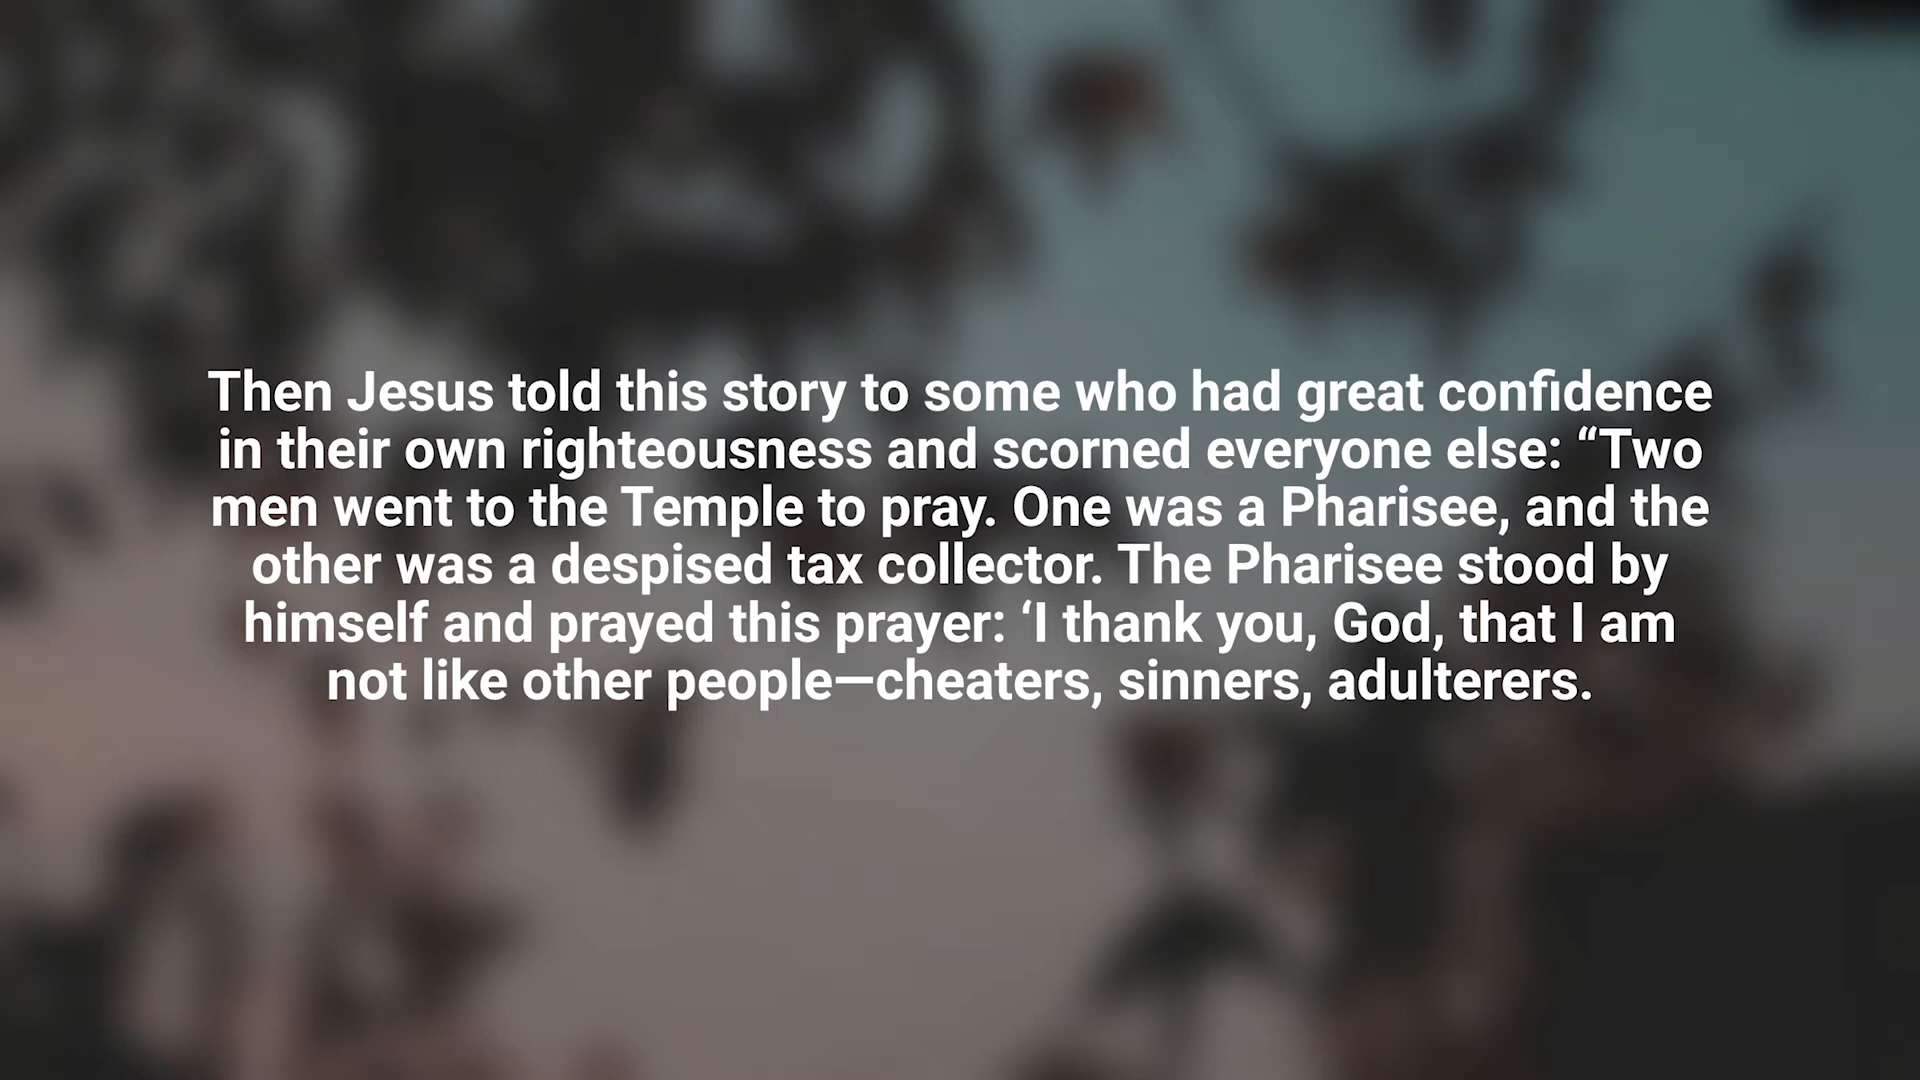 Then Jesus told this story to some who had great confidence
in their own righteousness and scorned everyone else: “Two
men went to the Temple to pray. One was a Pharisee, and the
other was a despised tax collector. The Pharisee stood by
himself and prayed this prayer: ‘I thank you, God, that I am
not like other people—cheaters, sinners, adulterers.